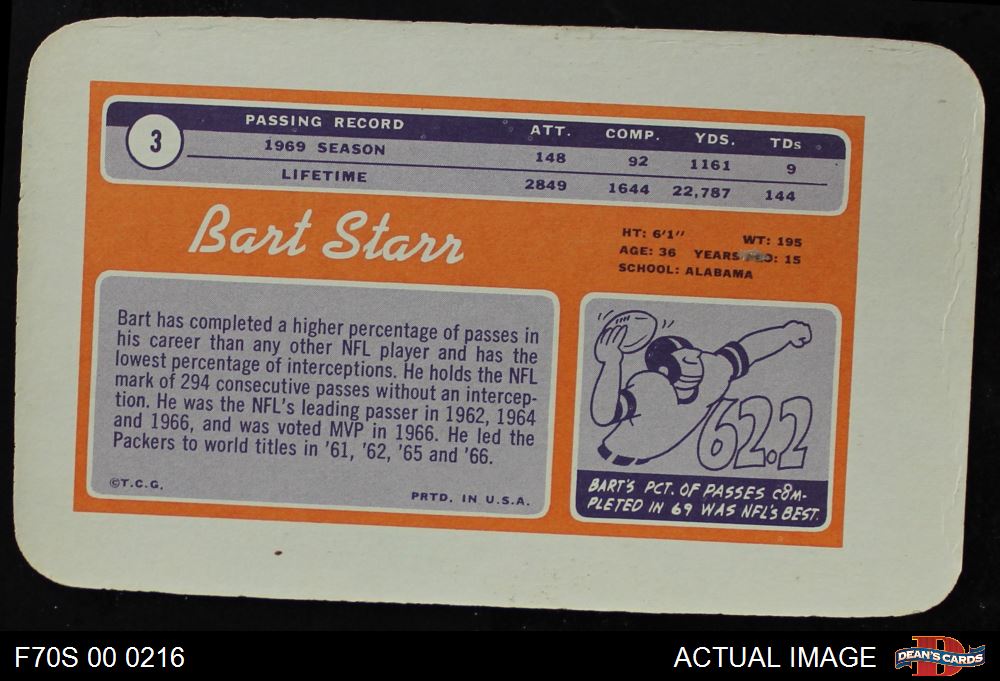 3
PASSING RECORD ATT. COMP. YDS. TDs
1969 SEASON 148 92 1161 9
LIFETIME 2849 1644 22,787 144
Bart Starr
HT: 6'1'' WT: 195
AGE: 36 YEARS : 15
SCHOOL: ALABAMA
Bart has completed a higher percentage of passes in
his career than any other NFL player and has the
lowest percentage of interceptions. He holds the NFL
mark of 294 consecutive passes without an intercep-
tion. He was the NFL's leading passer in 1962, 1964
and 1966, and was voted MVP in 1966. He led the
Packers to world titles in '61, '62, '65 and '66.
©T.C.G. PRTD. IN U.S.A.
62.2
BART'S PCT. OF PASSES COM-
PLETED IN 69 WAS NFL'S BEST.
F70S 00 0216 ACTUAL IMAGE DEAN'S CARDS